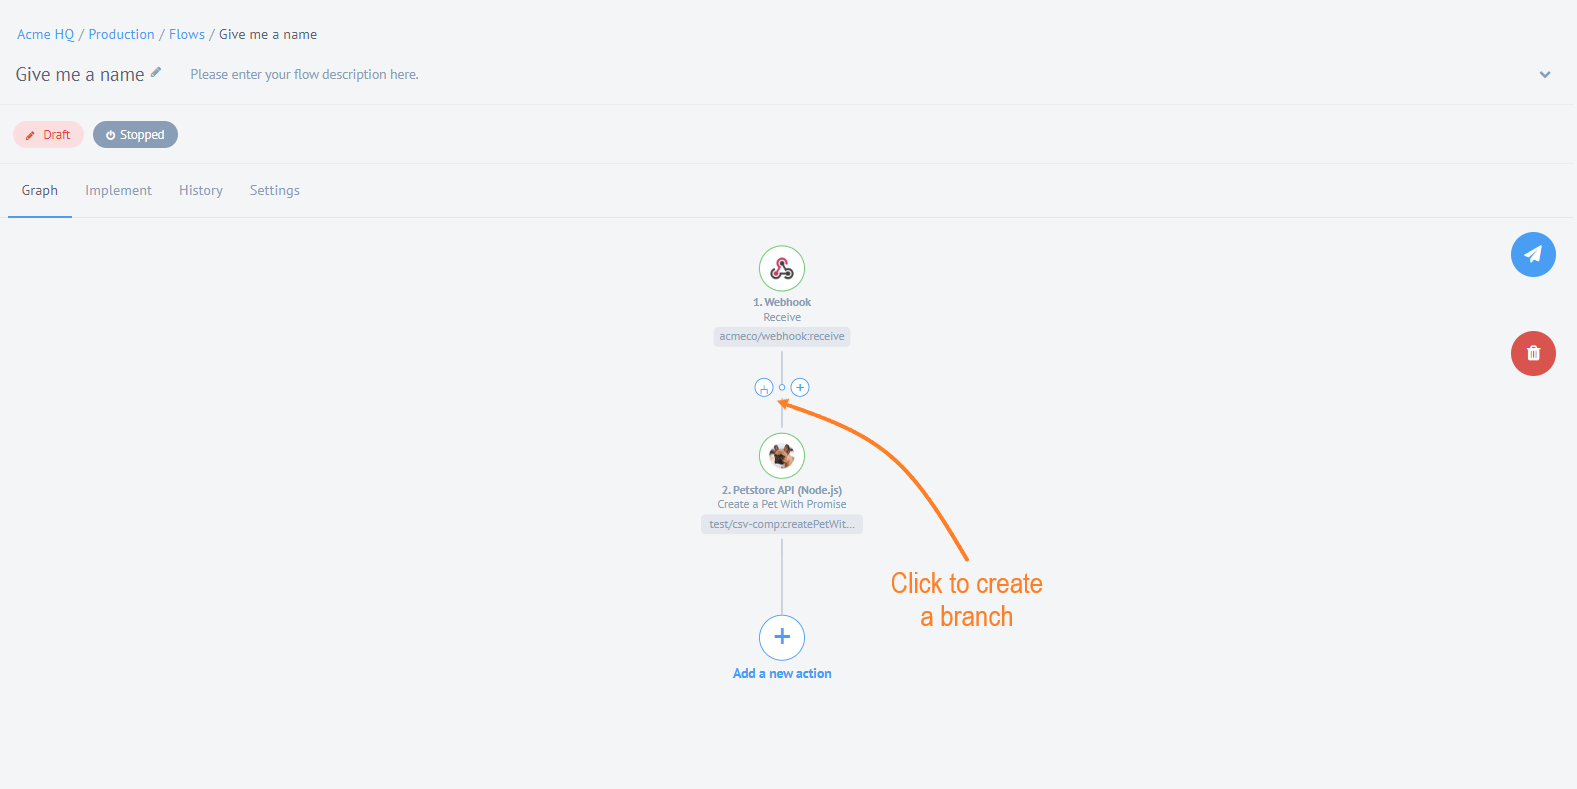 Acme HQ / Production / Flows / Give me a name
Give me a name
Please enter your flow description here.
Draft
Stopped
Graph
Implement
History
Settings
1. Webhook
Receive
acmeco/webhook:receive
2. Petstore API (Node.js)
Create a Pet With Promise
test/csv-comp:createPetWit...
Click to create
a branch
Add a new action